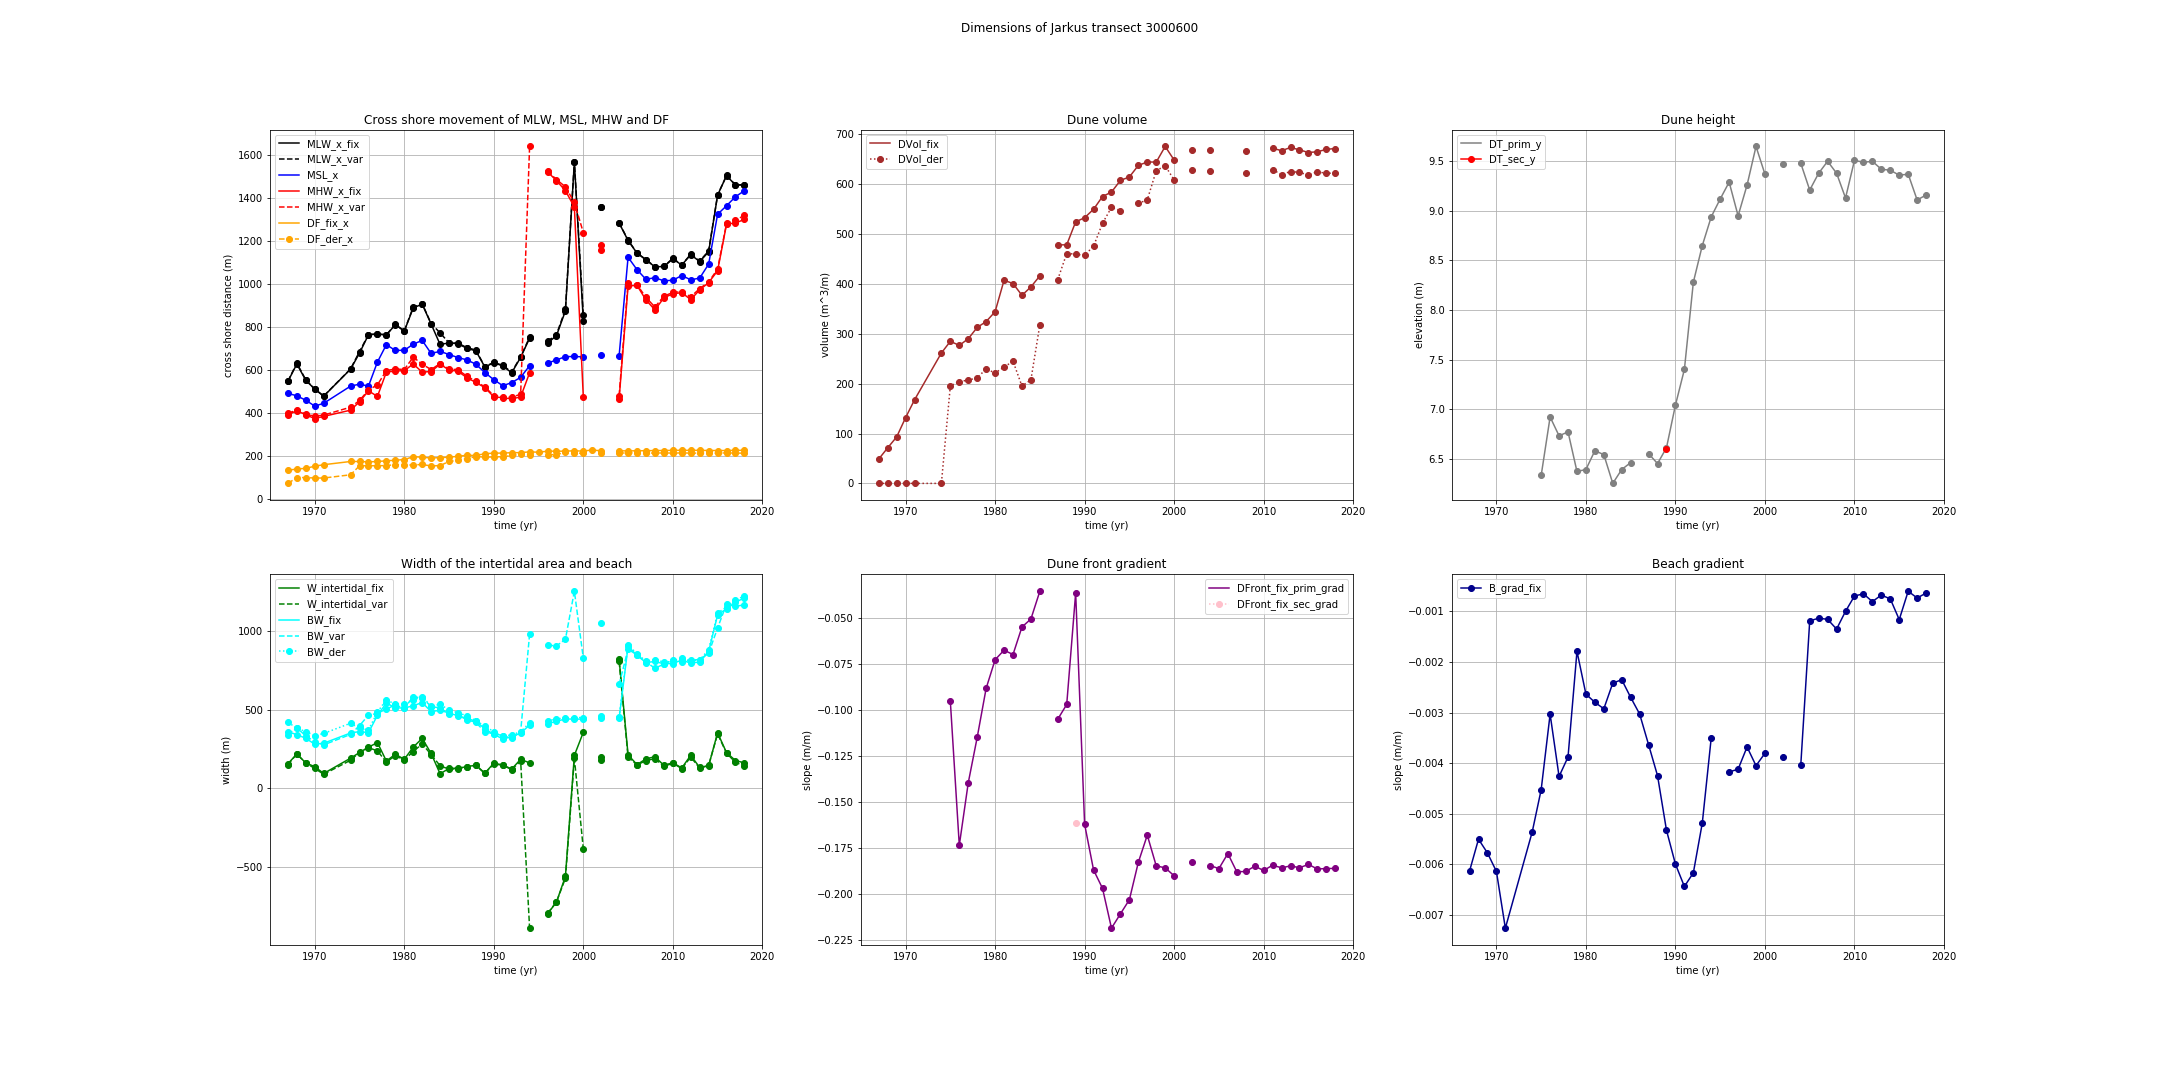 Dimensions of Jarkus transect 3000600
Cross shore movement of MLW, MSL, MHW and DF
MLW_x_fix
MLW_x_var
MSL_x
MHW_x_fix
MHW_x_var
DF_fix_x
DF_der_x
cross shore distance (m)
1600
1400
1200
1000
800
600
400
200
0
1970 1980 1990 2000 2010 2020
time (yr)
Dune volume
DVol_fix
DVol_der
volume (m^3/m)
700
600
500
400
300
200
100
0
1970 1980 1990 2000 2010 2020
time (yr)
Dune height
DT_prim_y
DT_sec_y
elevation (m)
9.5
9.0
8.5
8.0
7.5
7.0
6.5
1970 1980 1990 2000 2010 2020
time (yr)
Width of the intertidal area and beach
W_intertidal_fix
W_intertidal_var
BW_fix
BW_var
BW_der
width (m)
1000
500
0
−500
1970 1980 1990 2000 2010 2020
time (yr)
Dune front gradient
DFront_fix_prim_grad
DFront_fix_sec_grad
slope (m/m)
−0.050
−0.075
−0.100
−0.125
−0.150
−0.175
−0.200
−0.225
1970 1980 1990 2000 2010 2020
time (yr)
Beach gradient
B_grad_fix
slope (m/m)
−0.001
−0.002
−0.003
−0.004
−0.005
−0.006
−0.007
1970 1980 1990 2000 2010 2020
time (yr)